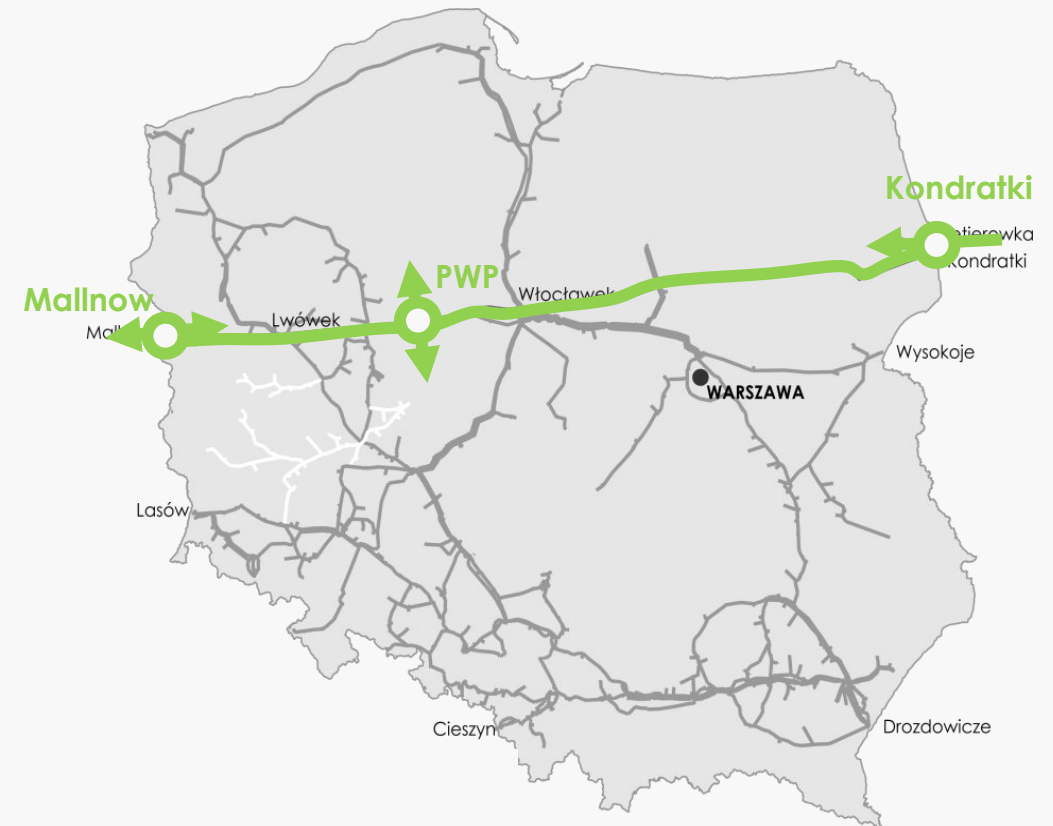 Kondratki
Kondratki
PWP
Włocławek
Mallnow
Lwówek
Wysokoje
WARSZAWA
Lasów
Cieszyn
Drozdowicze